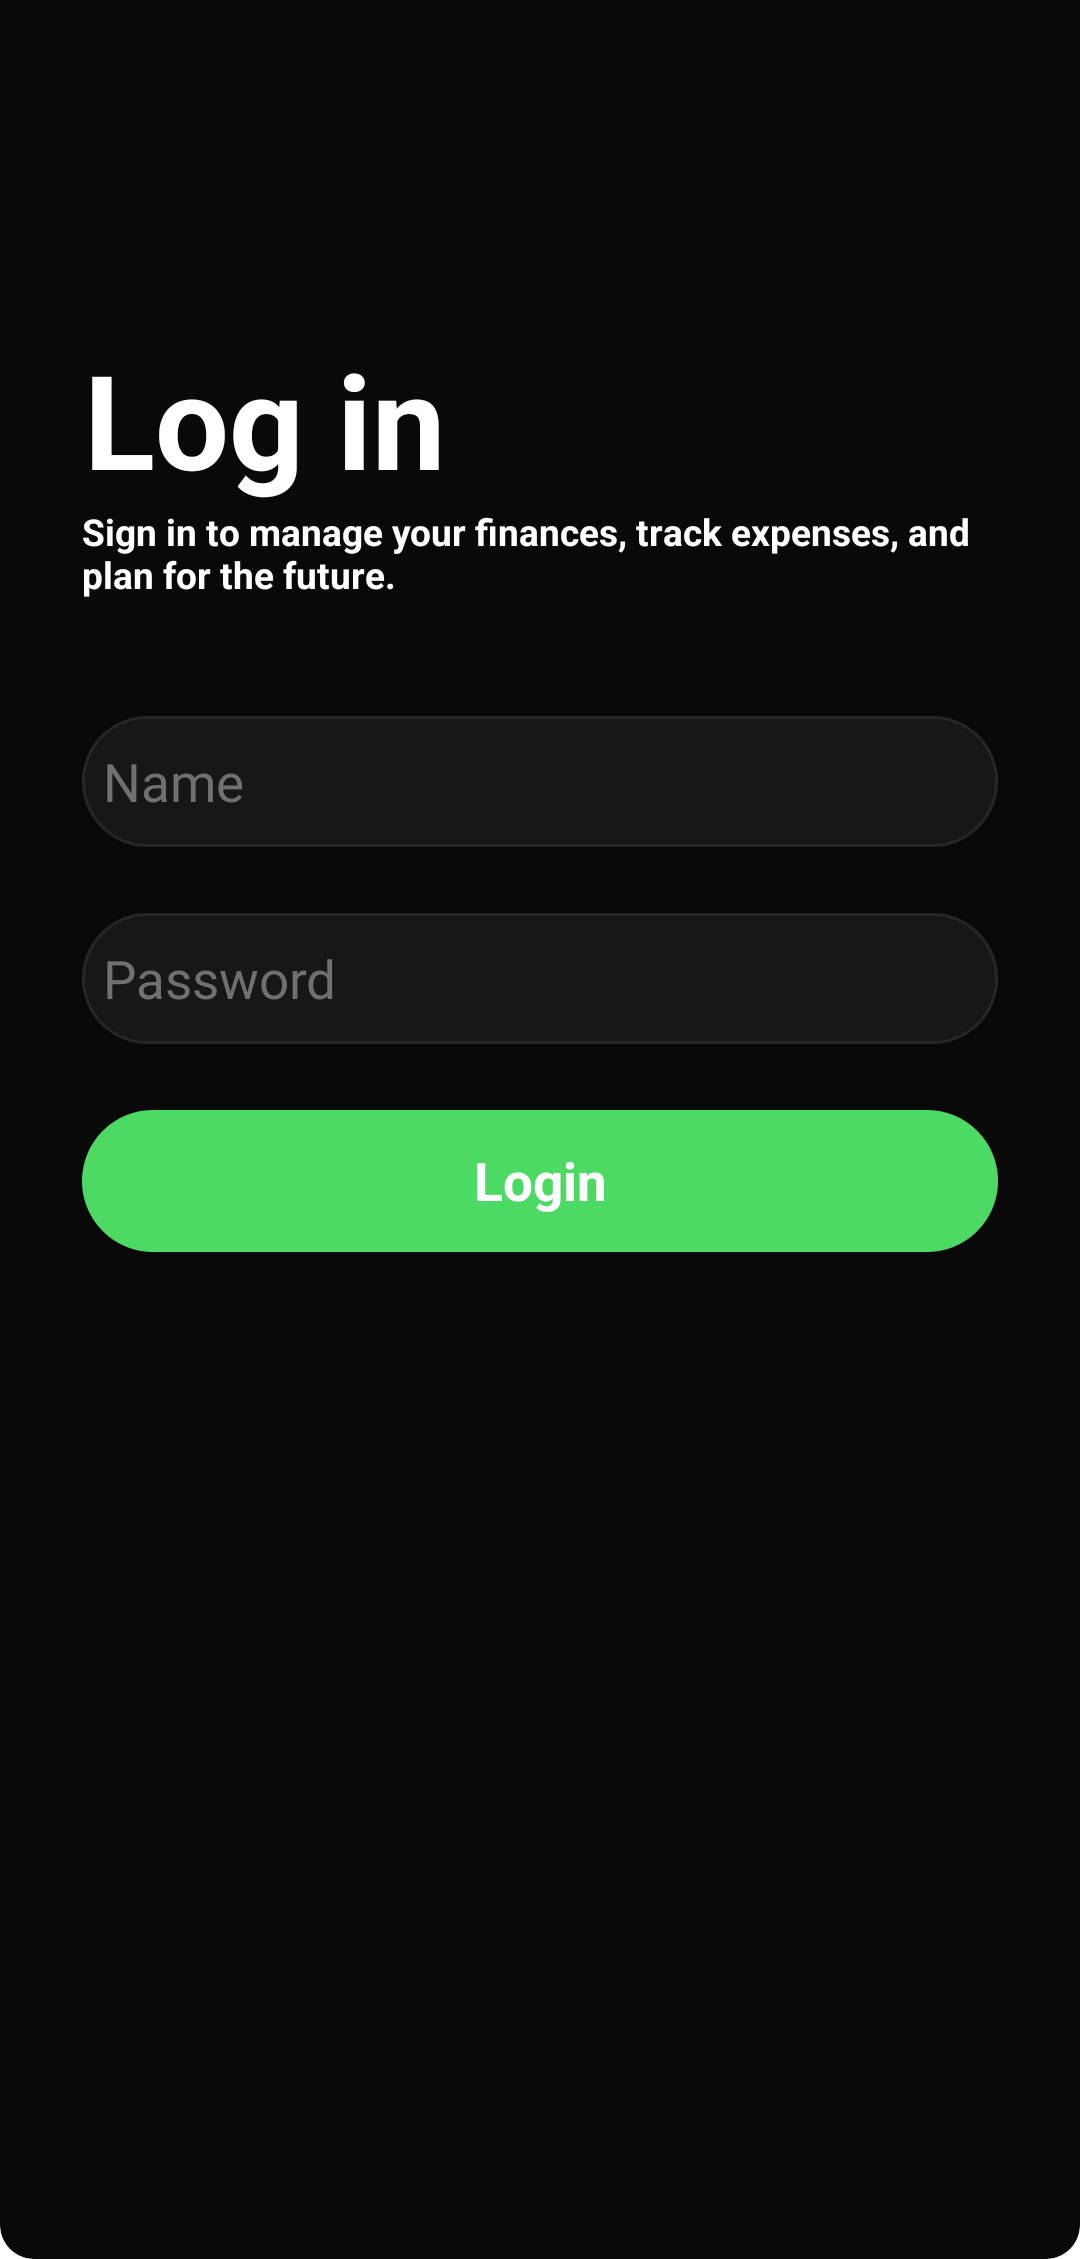 Log in
Sign in to manage your finances, track expenses, and
plan for the future.
Name
Password
Login